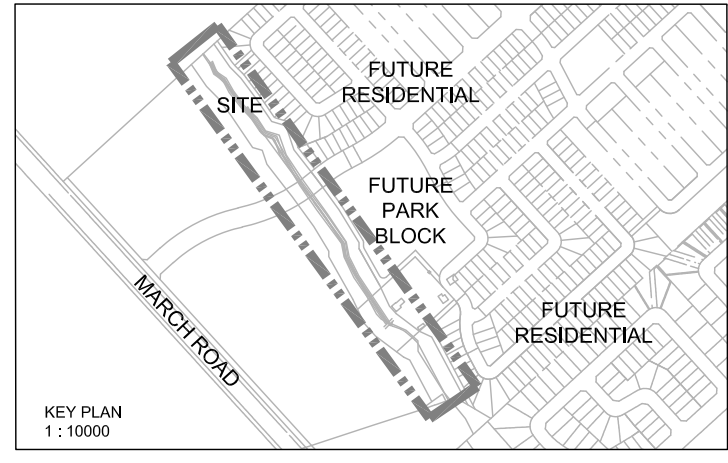 FUTURE
RESIDENTIAL
SITE
FUTURE
PARK
BLOCK
MARCH ROAD
FUTURE
RESIDENTIAL
KEY PLAN
1 : 10000